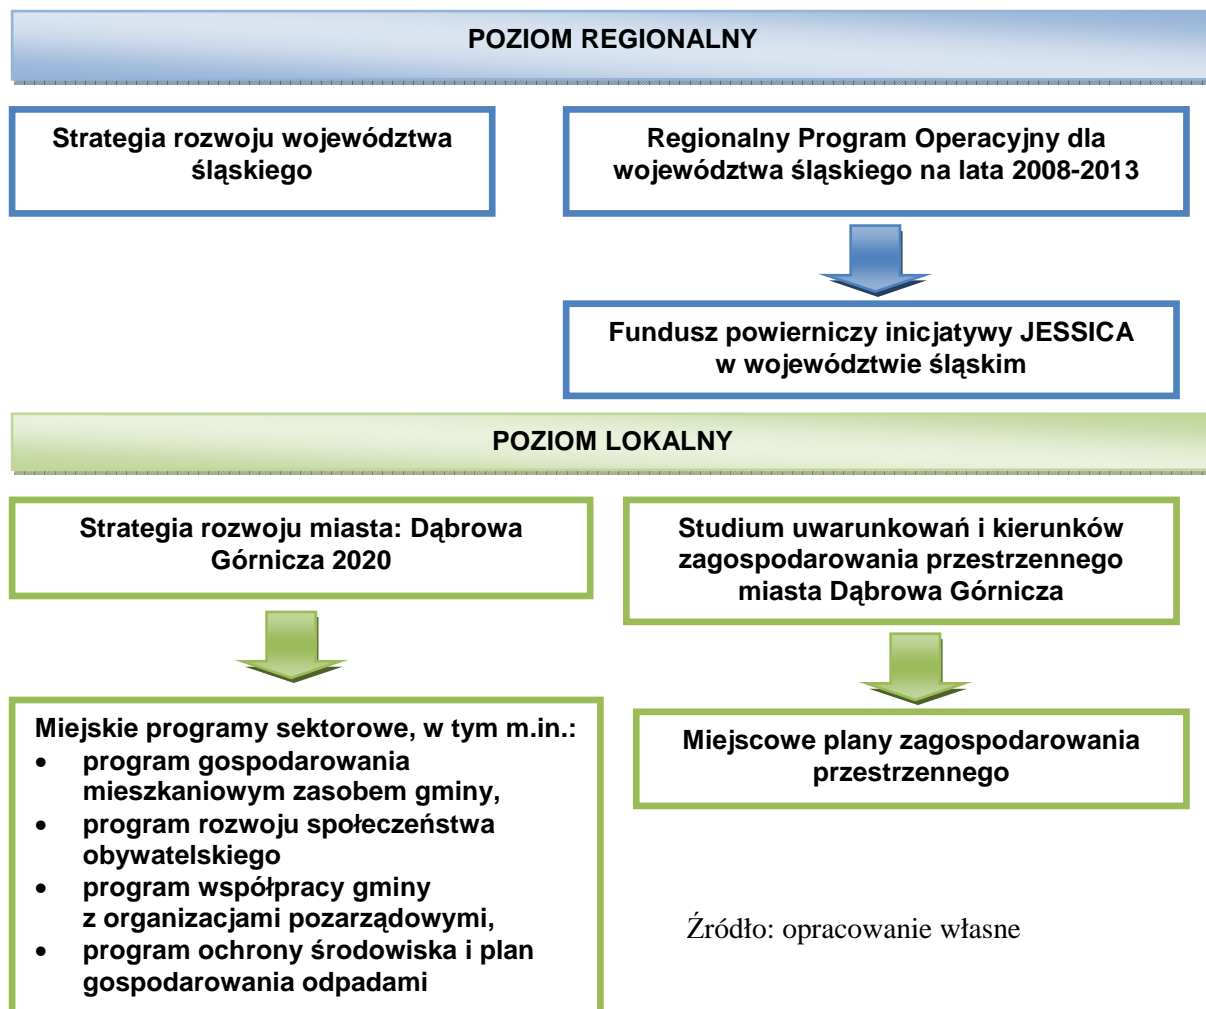 POZIOM REGIONALNY
Strategia rozwoju województwa
śląskiego
Regionalny Program Operacyjny dla
województwa śląskiego na lata 2008-2013
Fundusz powierniczy inicjatywy JESSICA
w województwie śląskim
POZIOM LOKALNY
Strategia rozwoju miasta: Dąbrowa
Górnicza 2020
Studium uwarunkowań i kierunków
zagospodarowania przestrzennego
miasta Dąbrowa Górnicza
Miejskie programy sektorowe, w tym m.in.:
• program gospodarowania
mieszkaniowym zasobem gminy,
• program rozwoju społeczeństwa
obywatelskiego
• program współpracy gminy
z organizacjami pozarządowymi,
• program ochrony środowiska i plan
gospodarowania odpadami
Miejscowe plany zagospodarowania
przestrzennego
Źródło: opracowanie własne